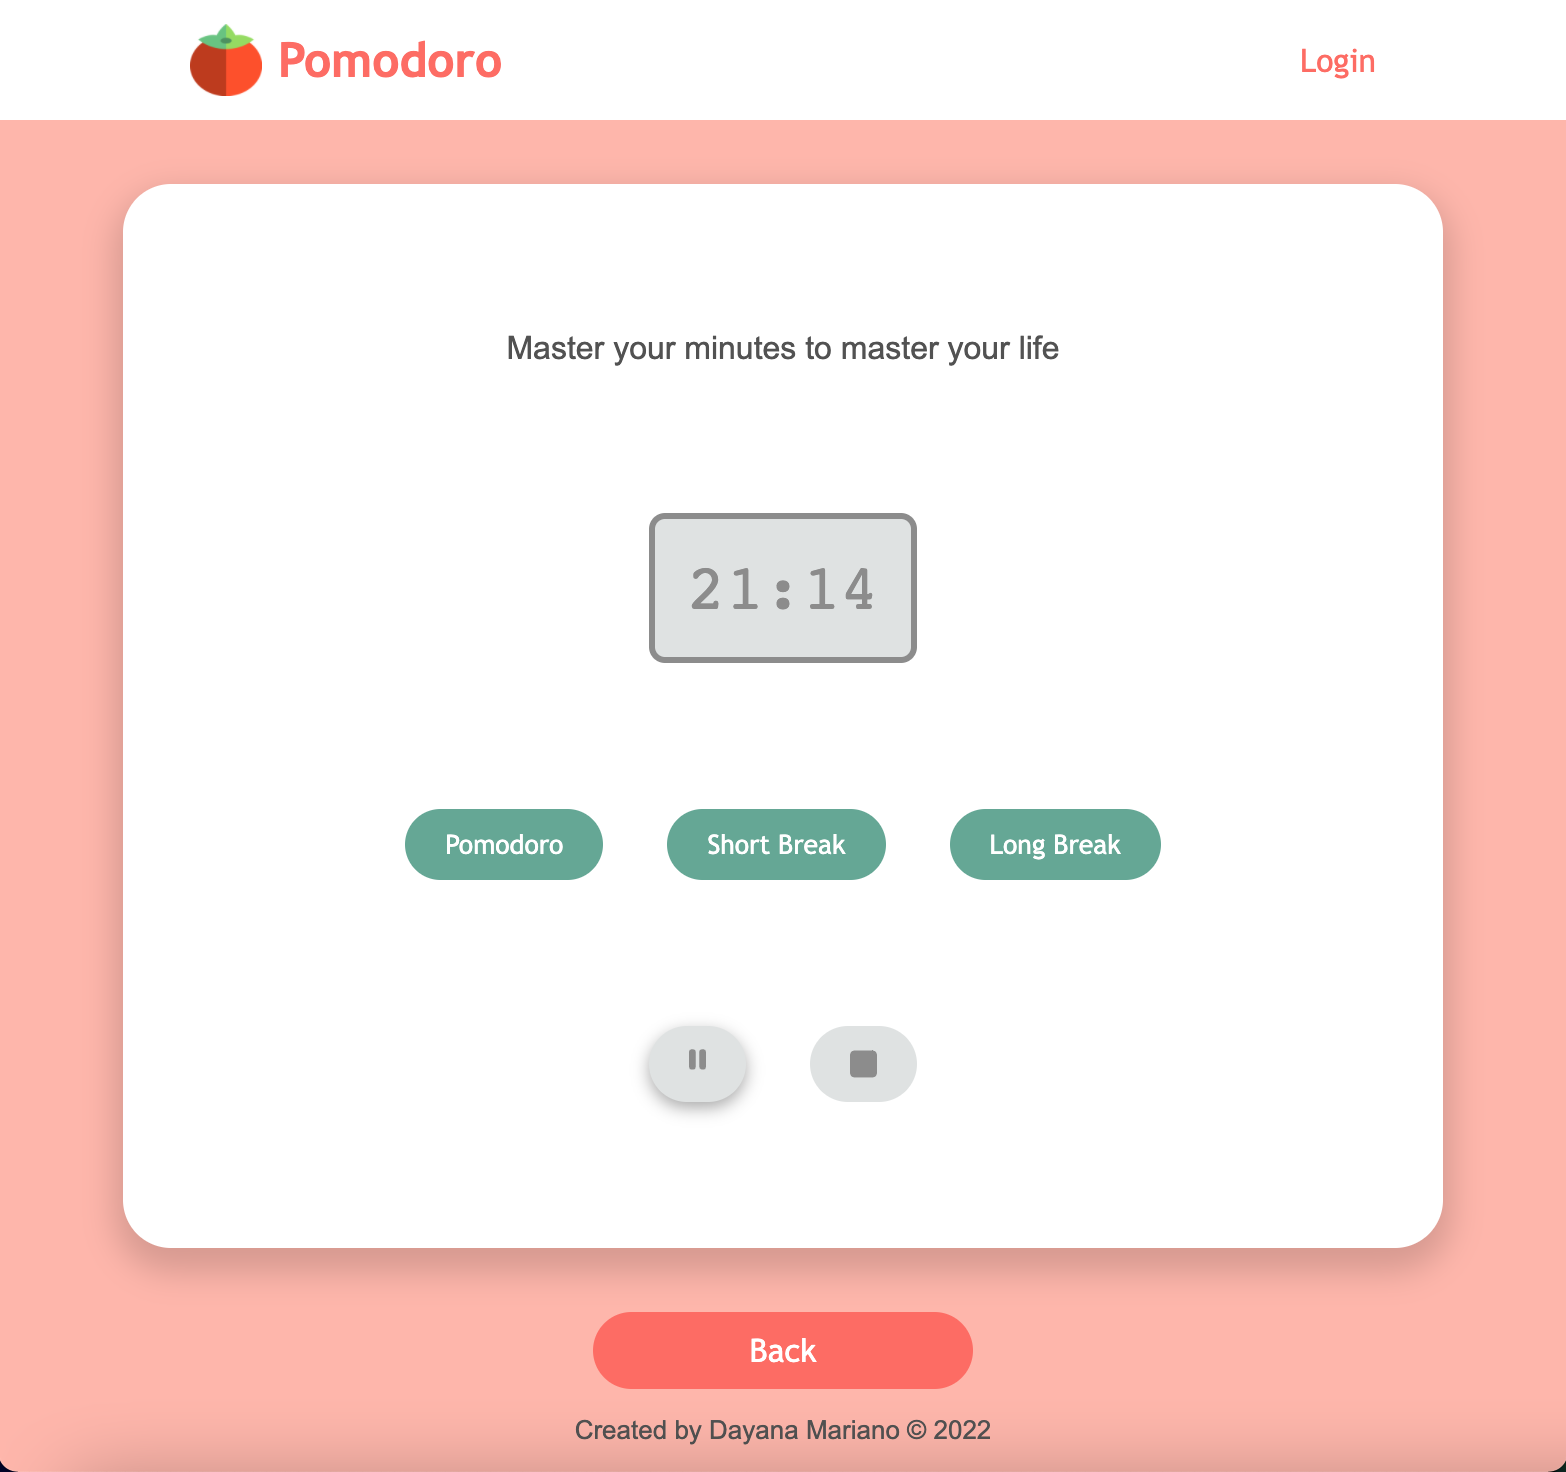 Pomodoro
Login
Master your minutes to master your life
21:14
Pomodoro
Short Break
Long Break
Back
Created by Dayana Mariano © 2022